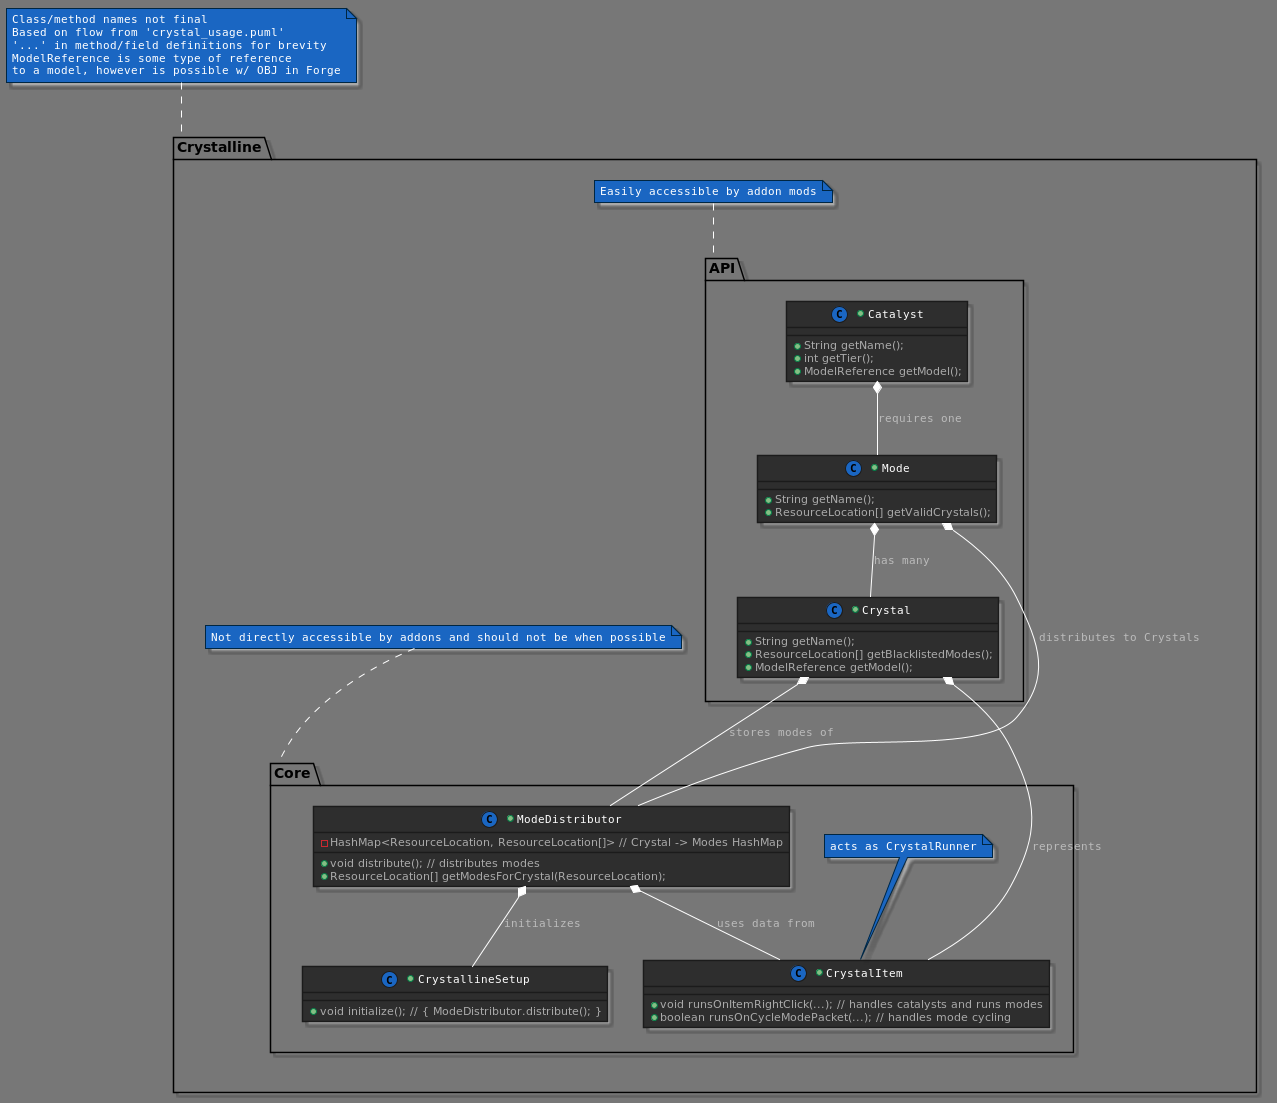 Class/method names not final
Based on flow from 'crystal_usage.puml'
'...' in method/field definitions for brevity
ModelReference is some type of reference
to a model, however is possible w/ OBJ in Forge
Crystalline
Easily accessible by addon mods
API
C Catalyst
String getName();
int getTier();
ModelReference getModel();
requires one
C Mode
String getName();
ResourceLocation[] getValidCrystals();
has many
C Crystal
String getName();
ResourceLocation[] getBlacklistedModes();
ModelReference getModel();
distributes to Crystals
Not directly accessible by addons and should not be when possible
stores modes of
Core
C ModeDistributor
HashMap<ResourceLocation, ResourceLocation[]> // Crystal -> Modes HashMap
void distribute(); // distributes modes
ResourceLocation[] getModesForCrystal(ResourceLocation);
acts as CrystalRunner
represents
initializes
uses data from
C CrystallineSetup
void initialize(); // { ModeDistributor.distribute(); }
C CrystalItem
void runsOnItemRightClick(...); // handles catalysts and runs modes
boolean runsOnCycleModePacket(...); // handles mode cycling